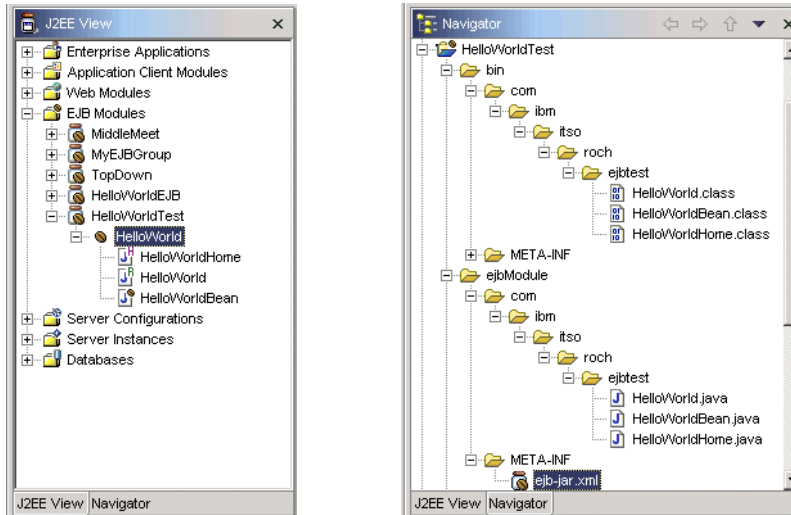 J2EE View
Enterprise Applications
Application Client Modules
Web Modules
EJB Modules
MiddleMeet
MyEJBGroup
TopDown
HelloWorldEJB
HelloWorldTest
HelloWorld
HelloWorldHome
HelloWorld
HelloWorldBean
Server Configurations
Server Instances
Databases
J2EE View Navigator
Navigator
HelloWorldTest
bin
com
ibm
itso
roch
ejbtest
HelloWorld.class
HelloWorldBean.class
HelloWorldHome.class
META-INF
ejbModule
com
ibm
itso
roch
ejbtest
HelloWorld.java
HelloWorldBean.java
HelloWorldHome.java
META-INF
ejb-jar.xml
J2EE View Navigator